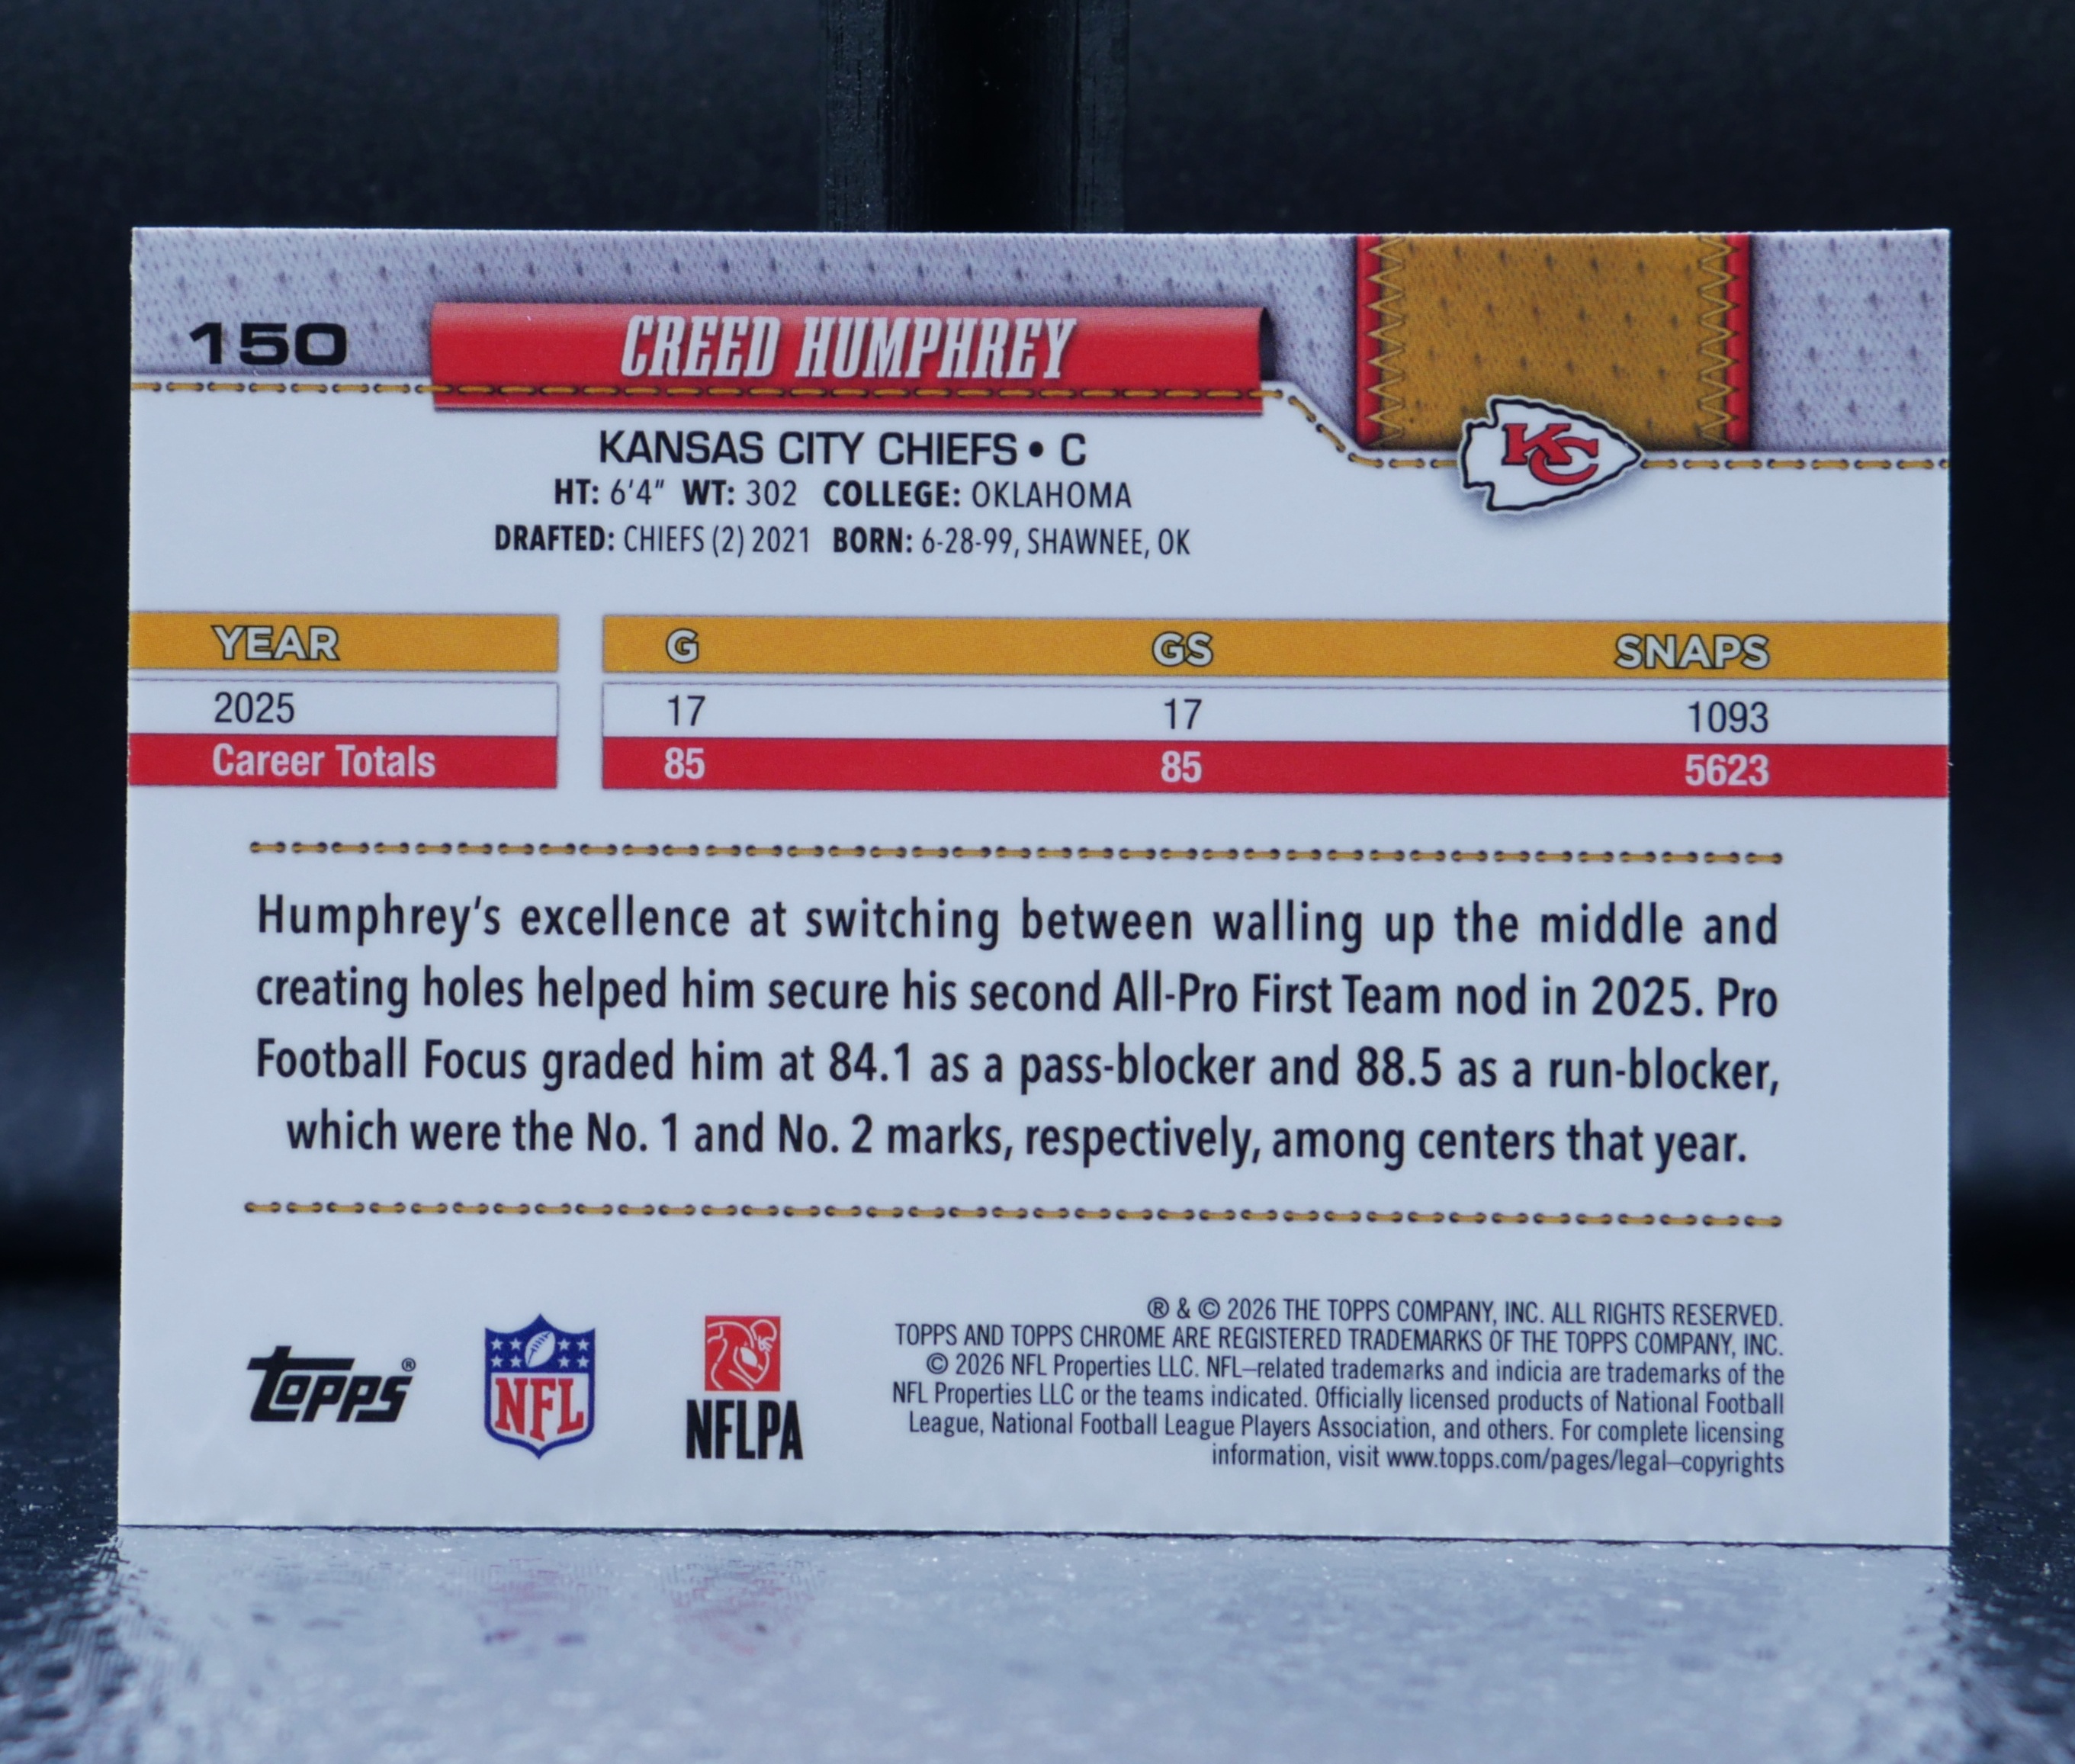 150
CREED HUMPHREY
KC
KANSAS CITY CHIEFS • C
HT: 6'4" WT: 302 COLLEGE: OKLAHOMA
DRAFTED: CHIEFS (2) 2021 BORN: 6-28-99, SHAWNEE, OK
YEAR G GS SNAPS
2025 17 17 1093
Career Totals 85 85 5623
Humphrey's excellence at switching between walling up the middle and
creating holes helped him secure his second All-Pro First Team nod in 2025. Pro
Football Focus graded him at 84.1 as a pass-blocker and 88.5 as a run-blocker,
which were the No. 1 and No. 2 marks, respectively, among centers that year.
topps®
NFL
NFLPA
® & © 2026 THE TOPPS COMPANY, INC. ALL RIGHTS RESERVED.
TOPPS AND TOPPS CHROME ARE REGISTERED TRADEMARKS OF THE TOPPS COMPANY, INC.
© 2026 NFL Properties LLC. NFL–related trademarks and indicia are trademarks of the
NFL Properties LLC or the teams indicated. Officially licensed products of National Football
League, National Football League Players Association, and others. For complete licensing
information, visit www.topps.com/pages/legal–copyrights